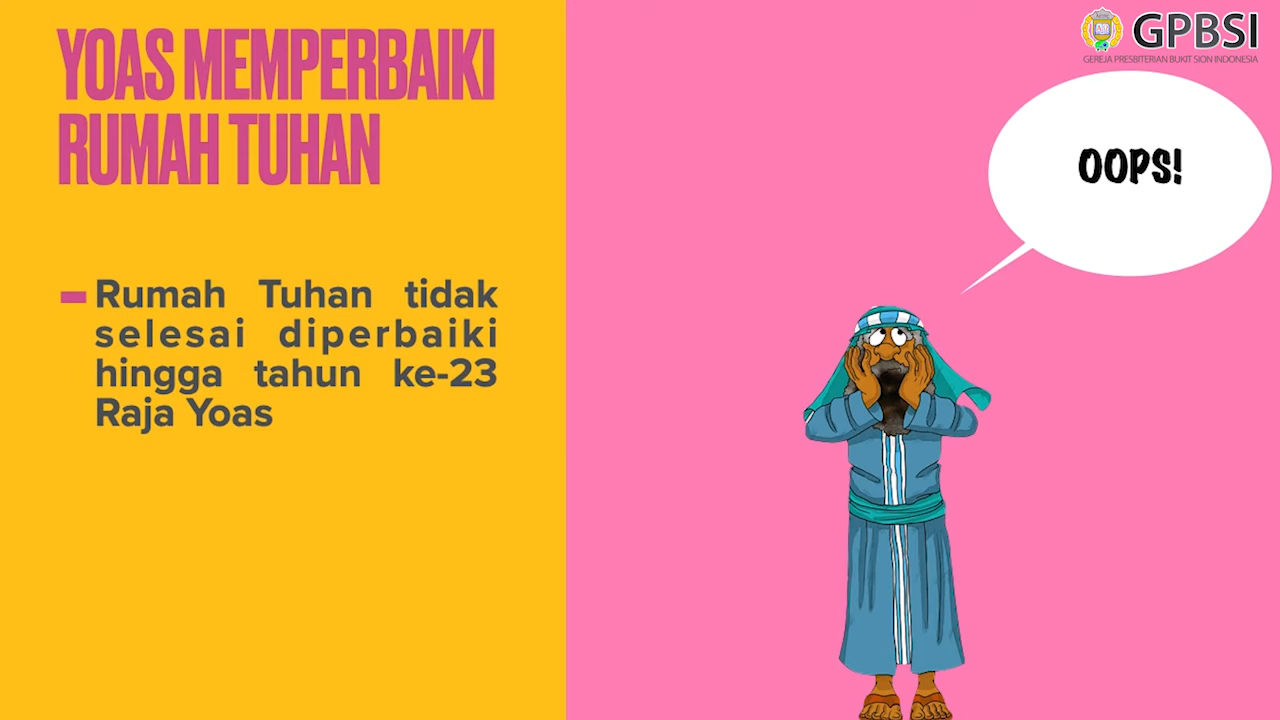 YOAS MEMPERBAIKI
RUMAH TUHAN
Rumah Tuhan tidak
selesai diperbaiki
hingga tahun ke-23
Raja Yoas
GPBSI
GEREJA PRESBITERIAN BUKIT SION INDONESIA
OOPS!